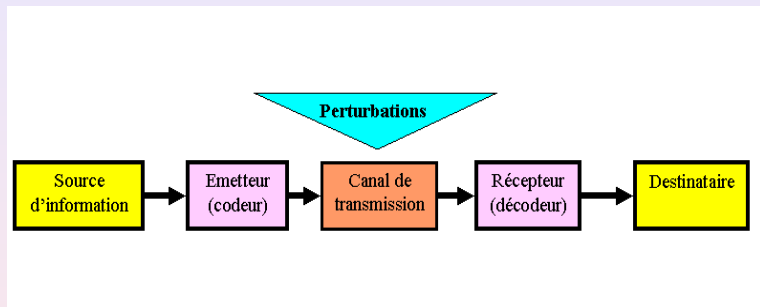 Perturbations
Source
d'information
Emetteur
(codeur)
Canal de
transmission
Récepteur
(décodeur)
Destinataire